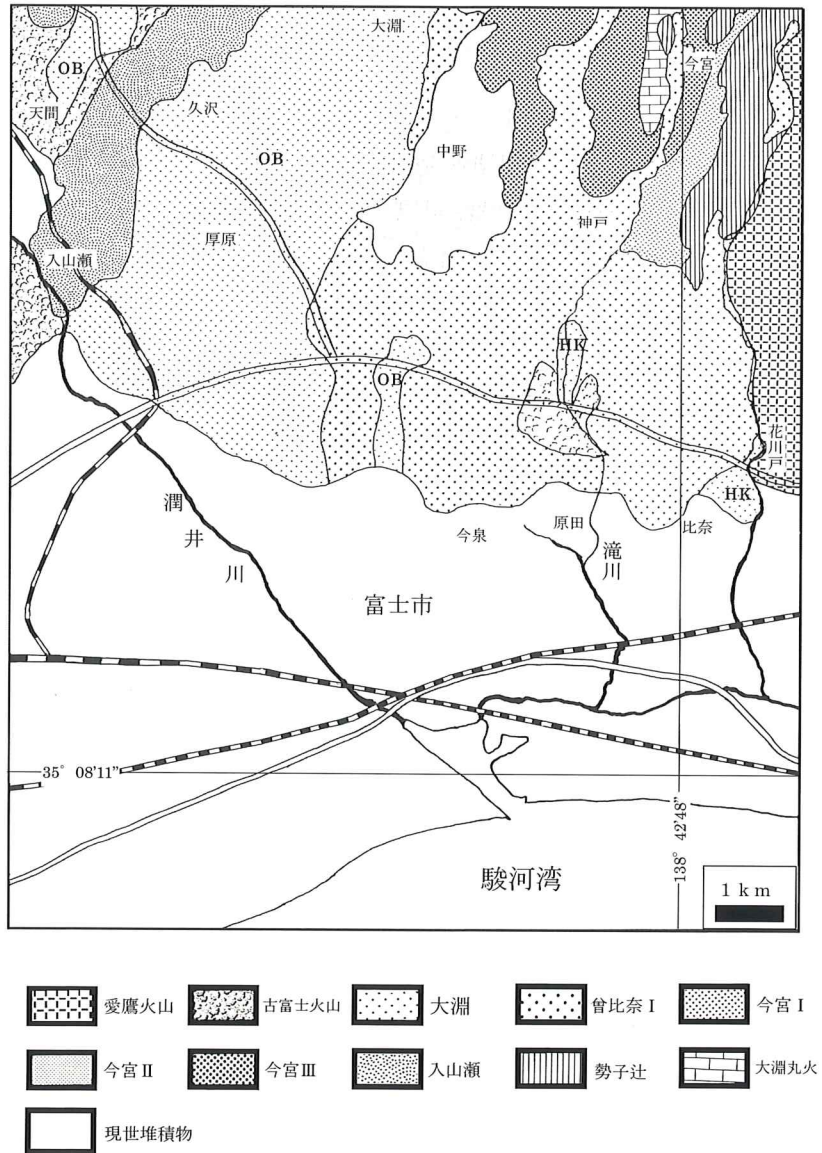 大淵
今宮
OB
天間
久沢
中野
OB
神戸
厚原
入山瀬
HK
OB
花川戸
HK
潤井川
今泉
原田
比奈
滝川
富士市
35° 08'11"
138° 42'48"
駿河湾
1 km
愛鷹火山
古富士火山
大淵
曾比奈 I
今宮 I
今宮 II
今宮 III
入山瀬
勢子辻
大淵丸火
現世堆積物